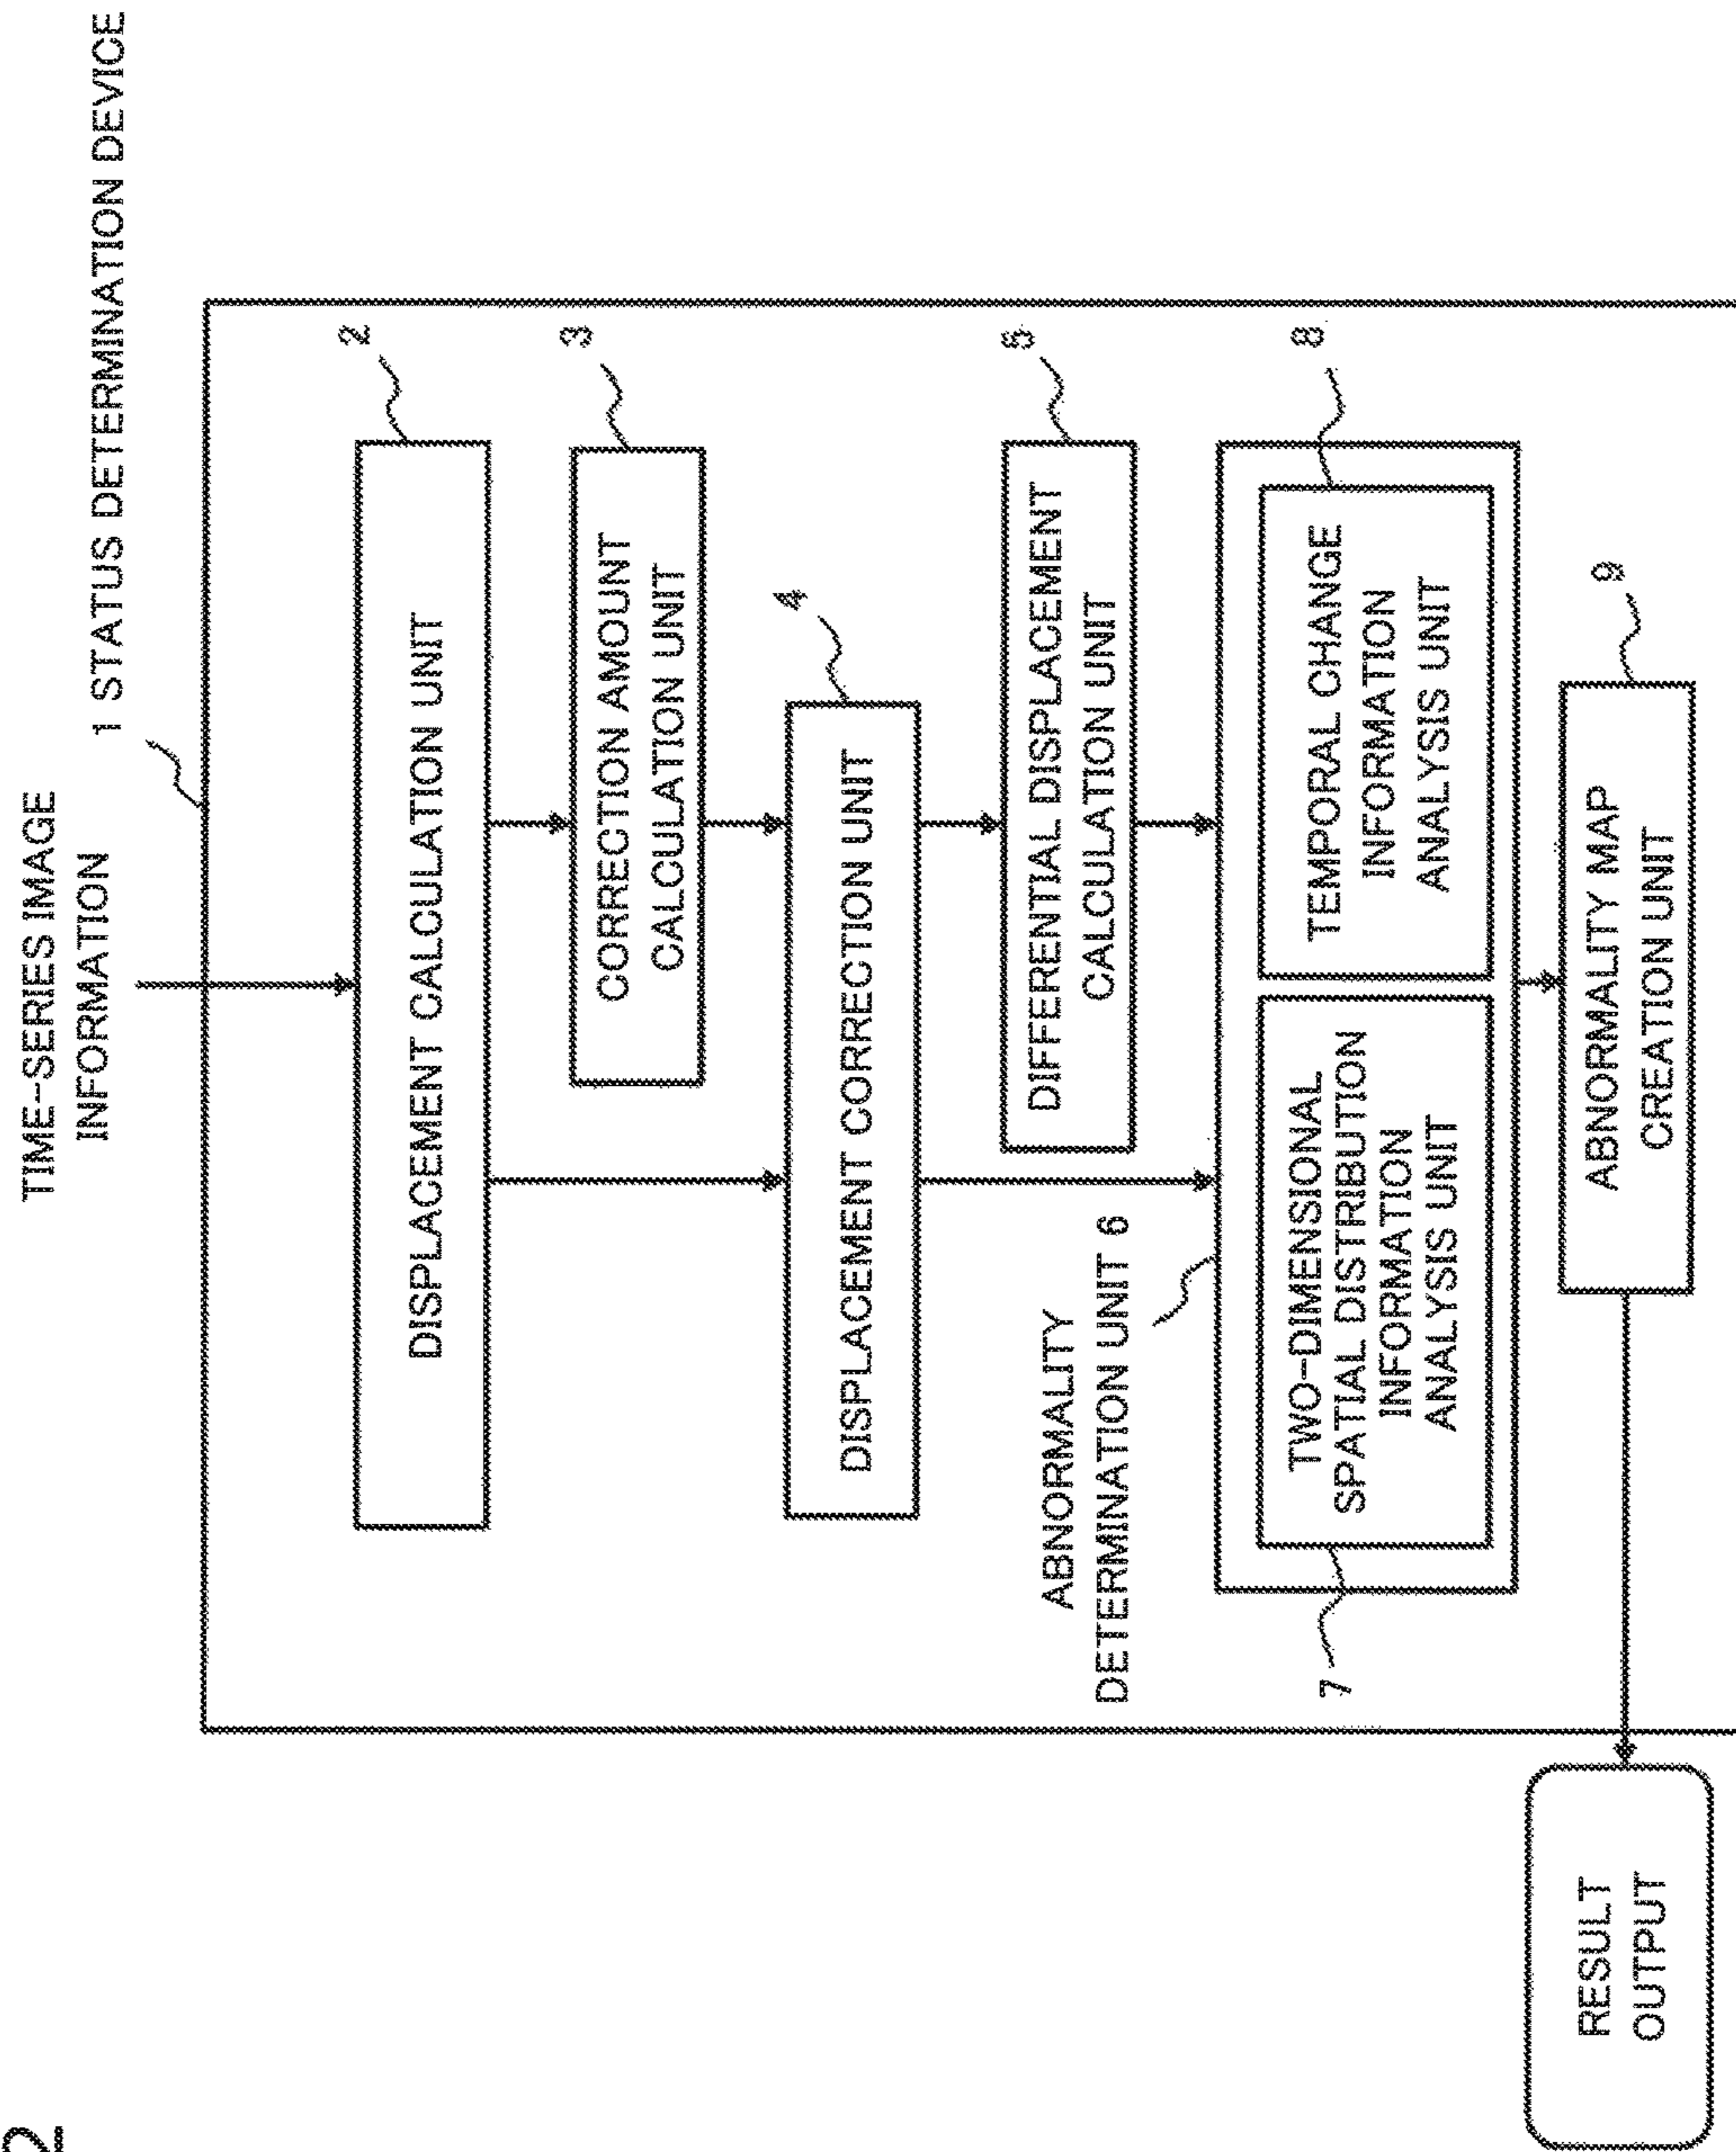 2
TIME-SERIES IMAGE
INFORMATION
1 STATUS DETERMINATION DEVICE
DISPLACEMENT CALCULATION UNIT
2
CORRECTION AMOUNT
CALCULATION UNIT
3
DISPLACEMENT CORRECTION UNIT
4
DIFFERENTIAL DISPLACEMENT
CALCULATION UNIT
5
ABNORMALITY
DETERMINATION UNIT 6
7
TWO-DIMENSIONAL
SPATIAL DISTRIBUTION
INFORMATION
ANALYSIS UNIT
TEMPORAL CHANGE
INFORMATION
ANALYSIS UNIT
8
ABNORMALITY MAP
CREATION UNIT
9
RESULT
OUTPUT